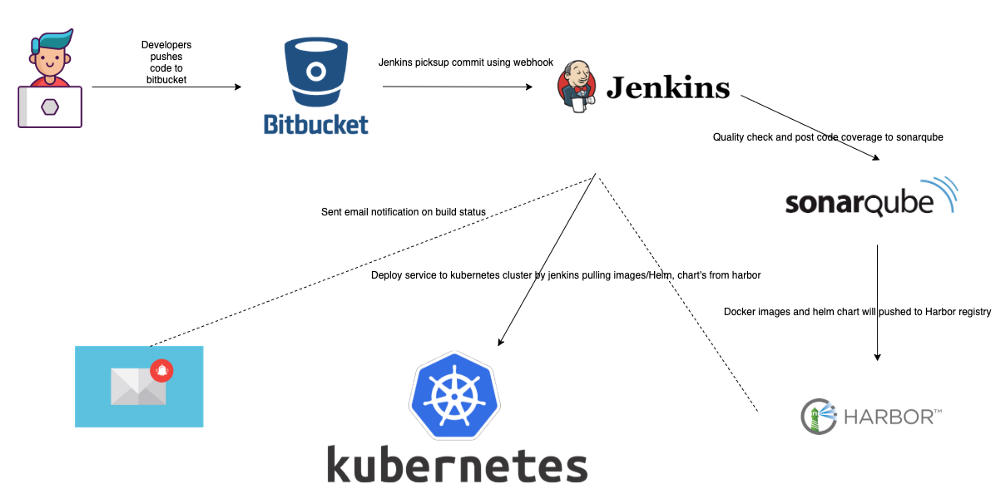 Developers
pushes
code to
bitbucket
Bitbucket
Jenkins picksup commit using webhook
Jenkins
Quality check and post code coverage to sonarqube
sonarqube
Sent email notification on build status
Deploy service to kubernetes cluster by jenkins pulling images/Helm, chart's from harbor
Docker images and helm chart will pushed to Harbor registry
HARBOR™
kubernetes